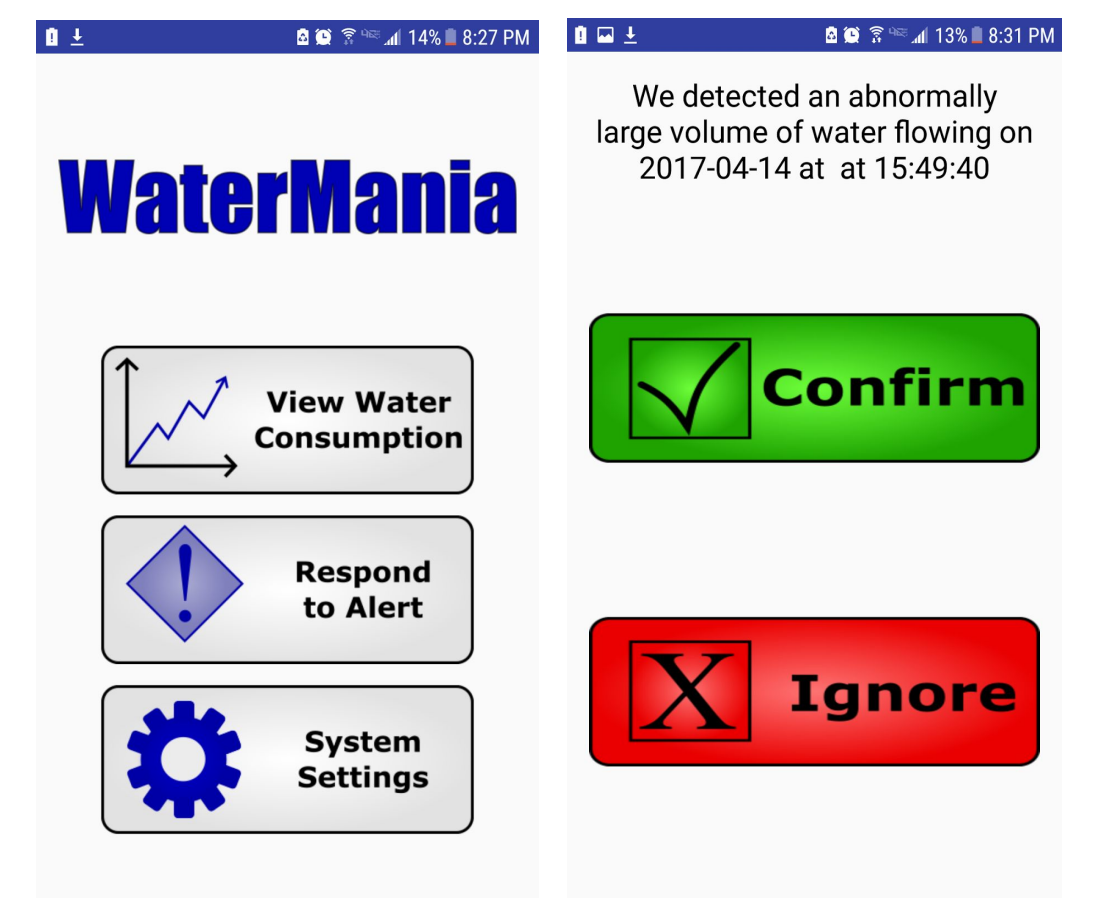 14% 8:27 PM
WaterMania
View Water
Consumption
Respond
to Alert
System
Settings
13% 8:31 PM
We detected an abnormally
large volume of water flowing on
2017-04-14 at  at 15:49:40
Confirm
X
Ignore